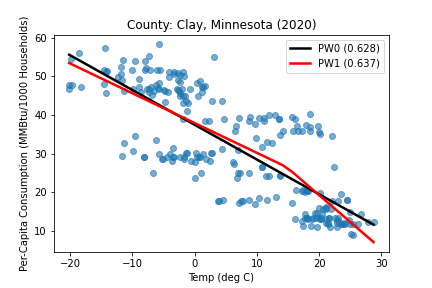 County: Clay, Minnesota (2020)
Per-Capita Consumption (MMBtu/1000 Households)
60
50
40
30
20
10
PW0 (0.628)
PW1 (0.637)
−20
−10
0
10
20
30
Temp (deg C)